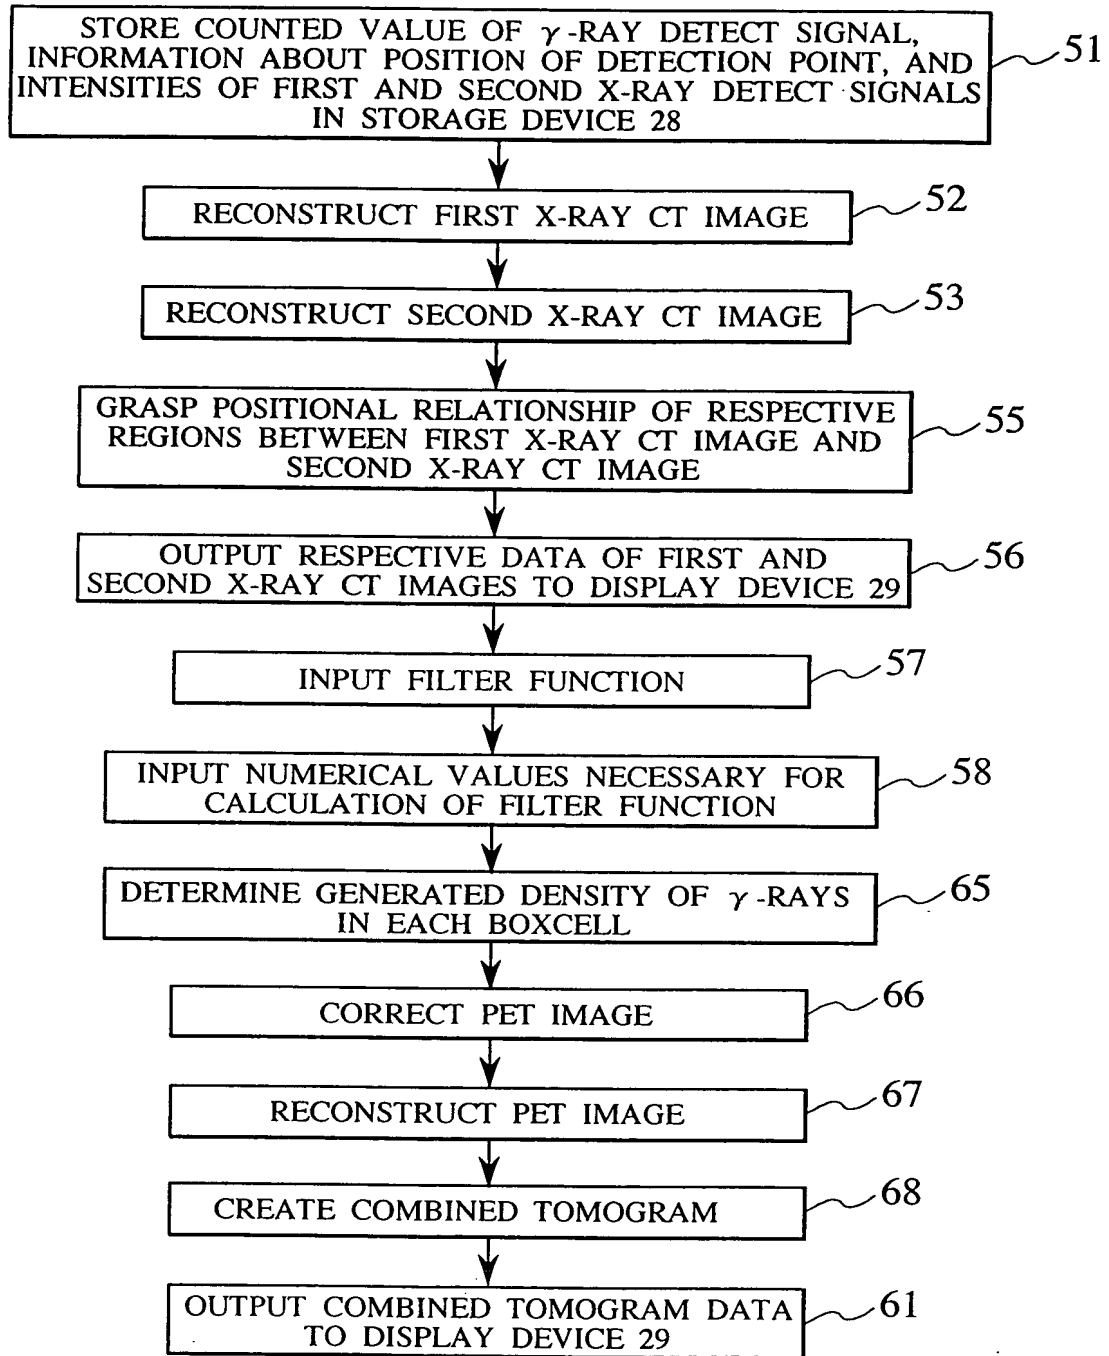 STORE COUNTED VALUE OF γ-RAY DETECT SIGNAL,
INFORMATION ABOUT POSITION OF DETECTION POINT, AND
INTENSITIES OF FIRST AND SECOND X-RAY DETECT SIGNALS
IN STORAGE DEVICE 28
51
RECONSTRUCT FIRST X-RAY CT IMAGE
52
RECONSTRUCT SECOND X-RAY CT IMAGE
53
GRASP POSITIONAL RELATIONSHIP OF RESPECTIVE
REGIONS BETWEEN FIRST X-RAY CT IMAGE AND
SECOND X-RAY CT IMAGE
55
OUTPUT RESPECTIVE DATA OF FIRST AND
SECOND X-RAY CT IMAGES TO DISPLAY DEVICE 29
56
INPUT FILTER FUNCTION
57
INPUT NUMERICAL VALUES NECESSARY FOR
CALCULATION OF FILTER FUNCTION
58
DETERMINE GENERATED DENSITY OF γ-RAYS
IN EACH BOXCELL
65
CORRECT PET IMAGE
66
RECONSTRUCT PET IMAGE
67
CREATE COMBINED TOMOGRAM
68
OUTPUT COMBINED TOMOGRAM DATA
TO DISPLAY DEVICE 29
61